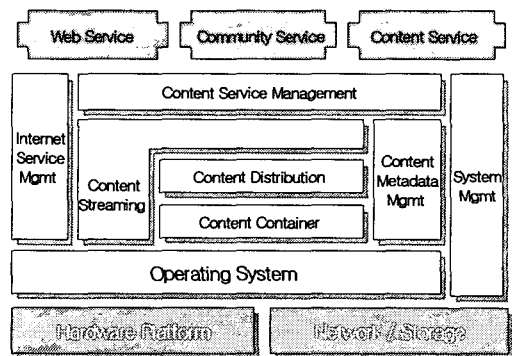 Web Service
Community Service
Content Service
Content Service Management
Internet
Service
Mgmt
Content
Streaming
Content Distribution
Content Container
Content
Metadata
Mgmt
System
Mgmt
Operating System
Hardware Platform
Network / Storage